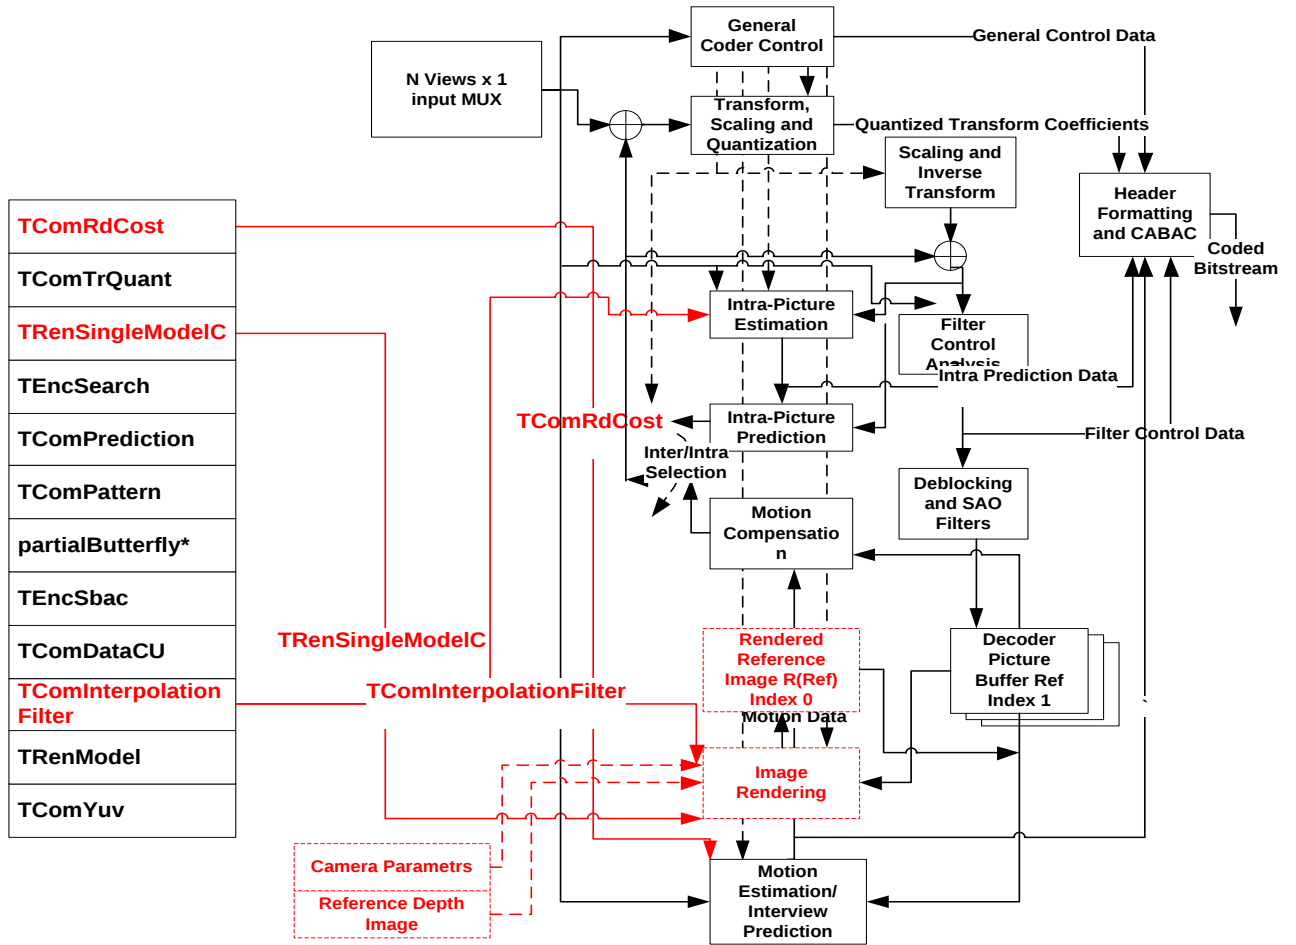 General
Coder Control
General Control Data
N Views x 1
input MUX
Transform,
Scaling and
Quantization
Quantized Transform Coefficients
Scaling and
Inverse
Transform
Header
Formatting
and CABAC
Coded
Bitstream
TComRdCost
TComTrQuant
TRenSingleModelC
TEncSearch
TComPrediction
TComPattern
partialButterfly*
TEncSbac
TComDataCU
TComInterpolation
Filter
TRenModel
TComYuv
Intra-Picture
Estimation
Filter
Control
Analysis
Intra Prediction Data
TComRdCost
Intra-Picture
Prediction
Filter Control Data
Inter/Intra
Selection
Deblocking
and SAO
Filters
Motion
Compensatio
n
TRenSingleModelC
TComInterpolationFilter
Rendered
Reference
Image R(Ref)
Index 0
Motion Data
Decoder
Picture
Buffer Ref
Index 1
Image
Rendering
Camera Parametrs
Reference Depth
Image
Motion
Estimation/
Interview
Prediction